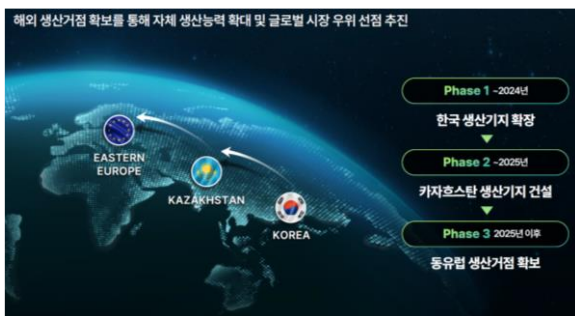 해외 생산거점 확보를 통해 자체 생산능력 확대 및 글로벌 시장 우위 선점 추진
EASTERN
EUROPE
KAZAKHSTAN
KOREA
Phase 1 ~2024년
한국 생산기지 확장
Phase 2 ~2025년
카자흐스탄 생산기지 건설
Phase 3 2025년 이후
동유럽 생산거점 확보